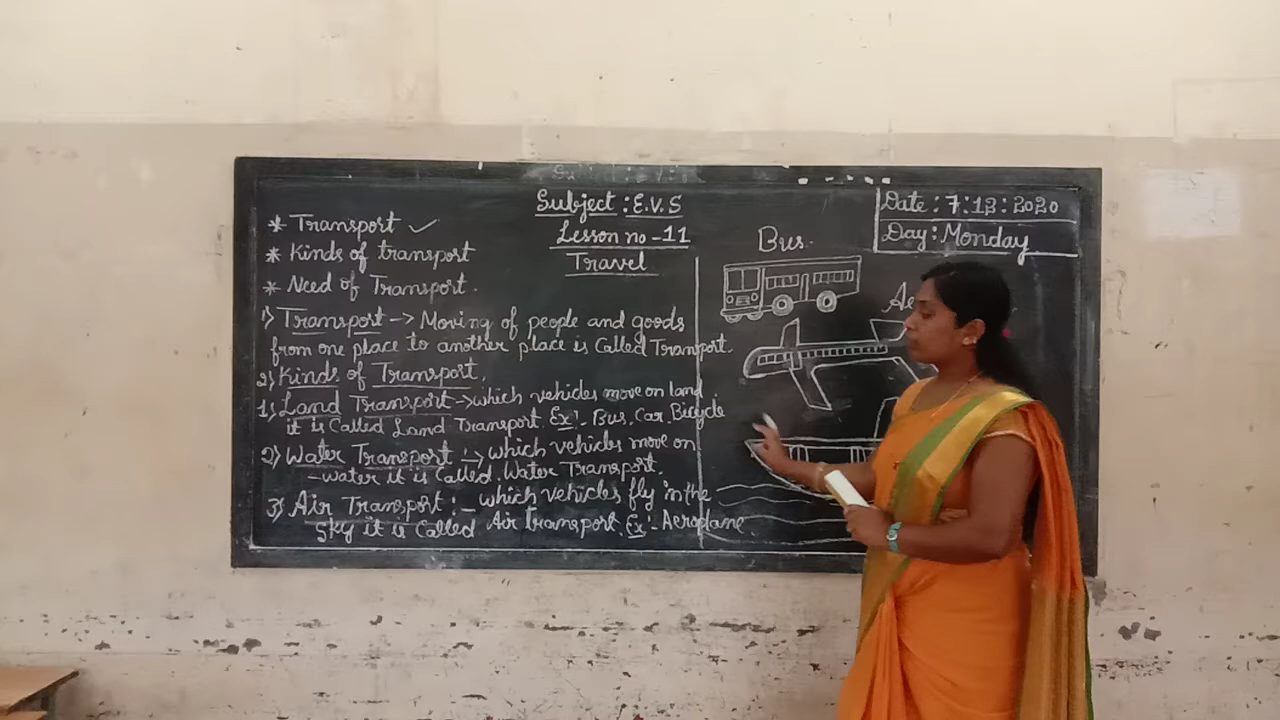 Subject : E.V.S
Lesson no - 11
Travel
Date : 7:12:2020
Day : Monday
* Transport ✓
* Kinds of transport
* Need of Transport.
1) Transport -> Moving of people and goods
from one place to another place is Called Transport.
2) Kinds of Transport.
1) Land Transport -> which vehicles move on land
it is Called Land Transport. Ex:- Bus, Car, Bicycle
2) Water Transport :-> which vehicles move on
-water it is Called Water Transport.
3) Air Transport :- which vehicles fly in the
Sky it is Called Air transport. Ex:- Aeroplane
Bus.